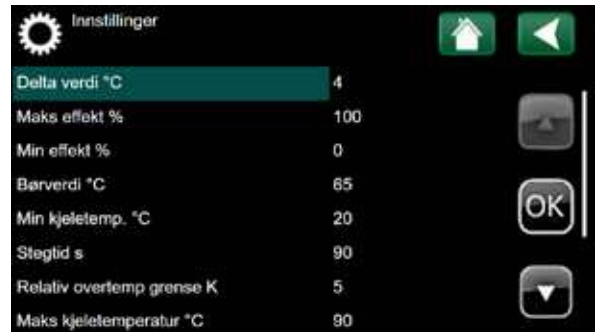 Innstillinger
Delta verdi °C 4
Maks effekt % 100
Min effekt % 0
Børverdi °C 65
Min kjeletemp. °C 20
Stegtid s 90
Relativ overtemp grense K 5
Maks kjeletemperatur °C 90
OK